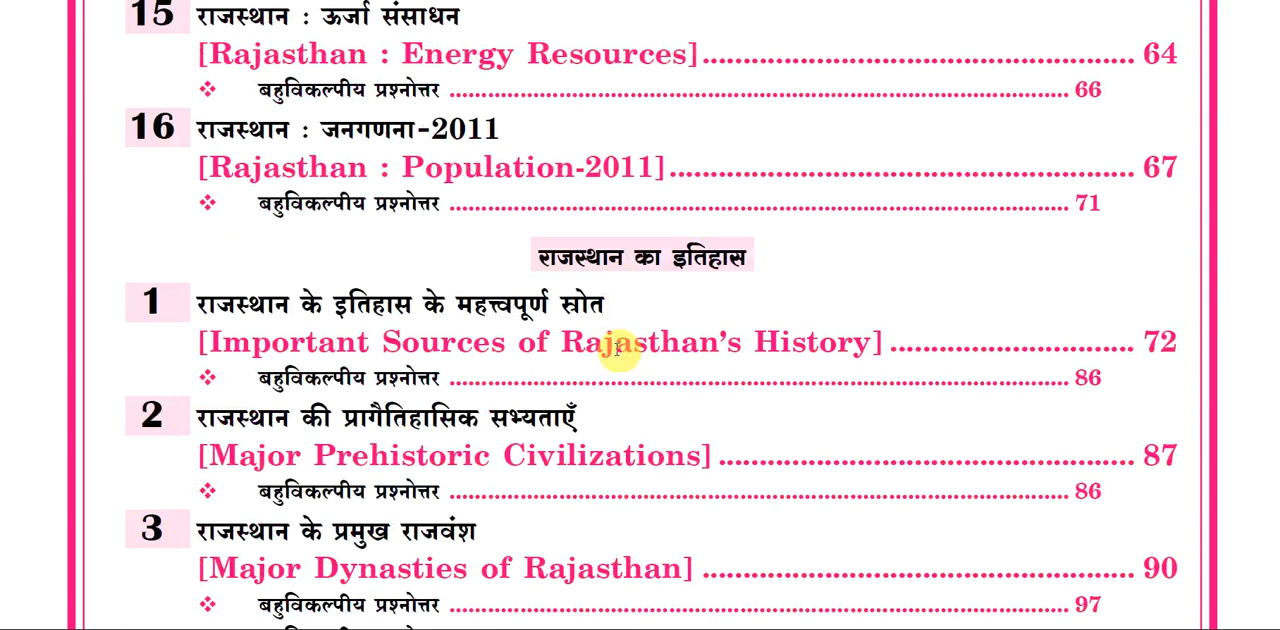 15 राजस्थान : ऊर्जा संसाधन
[Rajasthan : Energy Resources]........................................................ 64
❖ बहुविकल्पीय प्रश्नोत्तर ................................................................................................ 66
16 राजस्थान : जनगणना-2011
[Rajasthan : Population-2011]............................................................ 67
❖ बहुविकल्पीय प्रश्नोत्तर ................................................................................................ 71
राजस्थान का इतिहास
1 राजस्थान के इतिहास के महत्त्वपूर्ण स्रोत
[Important Sources of Rajasthan's History]............................... 72
❖ बहुविकल्पीय प्रश्नोत्तर ................................................................................................ 86
2 राजस्थान की प्रागैतिहासिक सभ्यताएँ
[Major Prehistoric Civilizations]...................................................... 87
❖ बहुविकल्पीय प्रश्नोत्तर ................................................................................................ 86
3 राजस्थान के प्रमुख राजवंश
[Major Dynasties of Rajasthan]........................................................ 90
❖ बहुविकल्पीय प्रश्नोत्तर ................................................................................................ 97